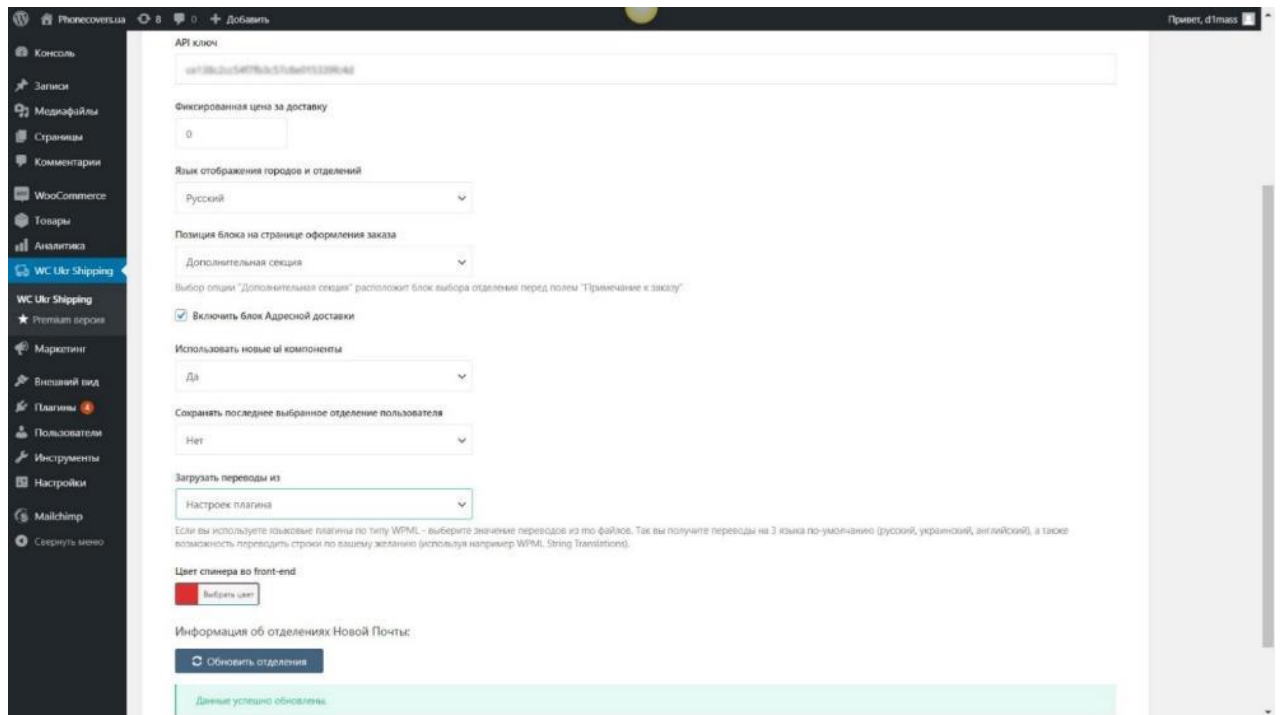 Phonecovers.ua 8 0 + Добавить
Привет, d1mass
Консоль
Записи
Медиафайлы
Страницы
Комментарии
WooCommerce
Товары
Аналитика
WC Ukr Shipping
WC Ukr Shipping
Premium версия
Маркетинг
Внешний вид
Плагины 4
Пользователи
Инструменты
Настройки
Mailchimp
Свернуть меню
API ключ
Фиксированная цена за доставку
0
Язык отображения городов и отделений
Русский
Позиция блока на странице оформления заказа
Дополнительная секция
Выбор опции "Дополнительная секция" расположит блок выбора отделения перед полем "Примечание к заказу"
Включить блок Адресной доставки
Использовать новые ui компоненты
Да
Сохранять последнее выбранное отделение пользователя
Нет
Загружать переводы из
Настроек плагина
Если вы используете языковые плагины по типу WPML - выберите значение переводов из mo файлов. Так вы получите переводы на 3 языка по-умолчанию (русский, украинский, английский), а также
возможность переводить строки по вашему желанию (используя например WPML String Translations).
Цвет спинера во front-end
Выбрать цвет
Информация об отделениях Новой Почты:
Обновить отделения
Данные успешно обновлены.